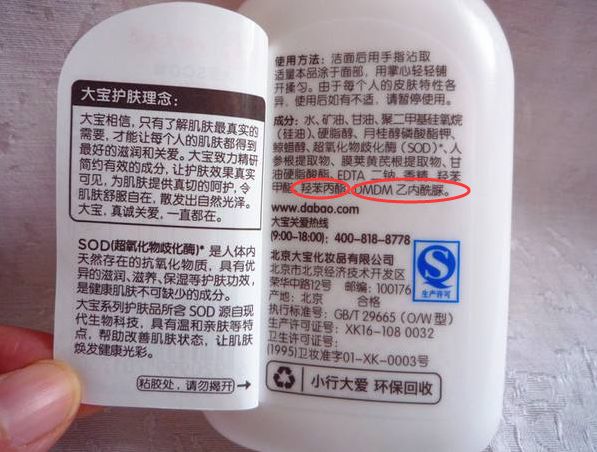 大宝护肤理念：
大宝相信，只有了解肌肤最真实的
需要，才能让每个人的肌肤都得到
最好的滋润和关爱。大宝致力精研
简约有效的成分，让护肤效果真实
可见，为肌肤提供真切的呵护，令
肌肤舒服自在，散发出自然光泽。
大宝，真诚关爱，一直都在。
SOD(超氧化物歧化酶)* 是人体内
天然存在的抗氧化物质，具有优
异的滋润、滋养、保湿等护肤功效，
是健康肌肤不可缺少的成分。
大宝系列护肤品所含 SOD 源自现
代生物科技，具有温和亲肤等特
点，帮助改善肌肤状态，让肌肤
焕发健康光彩。
粘胶处，请勿揭开
使用方法：洁面后用手指沾取
适量本品涂于面部，用掌心轻轻铺
开揉匀。由于每个人的皮肤特性各
异，使用后如有不适，请暂停使用。
成分：水、矿油、甘油、聚二甲基硅氧烷
(硅油)、硬脂酸、月桂醇磷酸酯钾、
鲸蜡醇、超氧化物歧化酶(SOD)*、人
参根提取物、膜荚黄芪根提取物、甘
油硬脂酸酯、EDTA 二钠、香精、羟苯
甲酯、羟苯丙酯、DMDM 乙内酰脲。
www.dabao.com
大宝关爱热线
(9:00-18:00)：400-818-8778
北京大宝化妆品有限公司
北京市北京经济技术开发区
荣华中路12号 邮编：100176
产地：北京 合格
执行标准号：GB/T 29665 (O/W型)
生产许可证号：XK16-108 0032
卫生许可证号：
(1995)卫妆准字01-XK-0003号
生产许可
小行大爱 环保回收